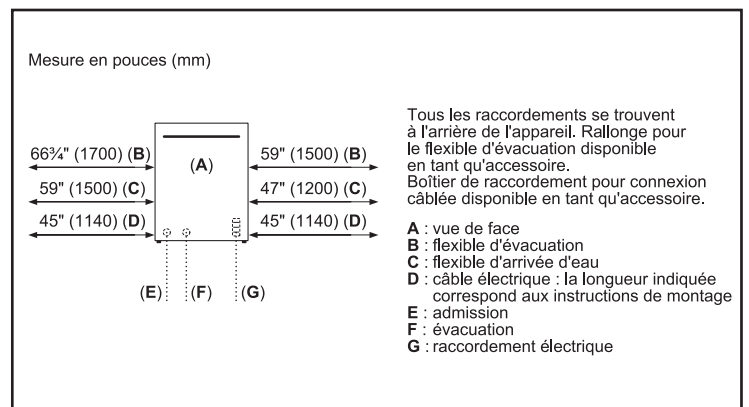 Mesure en pouces (mm)
66¾" (1700) (B)
59" (1500) (C)
45" (1140) (D)
(A)
59" (1500) (B)
47" (1200) (C)
45" (1140) (D)
(E)
(F)
(G)
Tous les raccordements se trouvent
à l'arrière de l'appareil. Rallonge pour
le flexible d'évacuation disponible
en tant qu'accessoire.
Boîtier de raccordement pour connexion
câblée disponible en tant qu'accessoire.
A : vue de face
B : flexible d'évacuation
C : flexible d'arrivée d'eau
D : câble électrique : la longueur indiquée
correspond aux instructions de montage
E : admission
F : évacuation
G : raccordement électrique